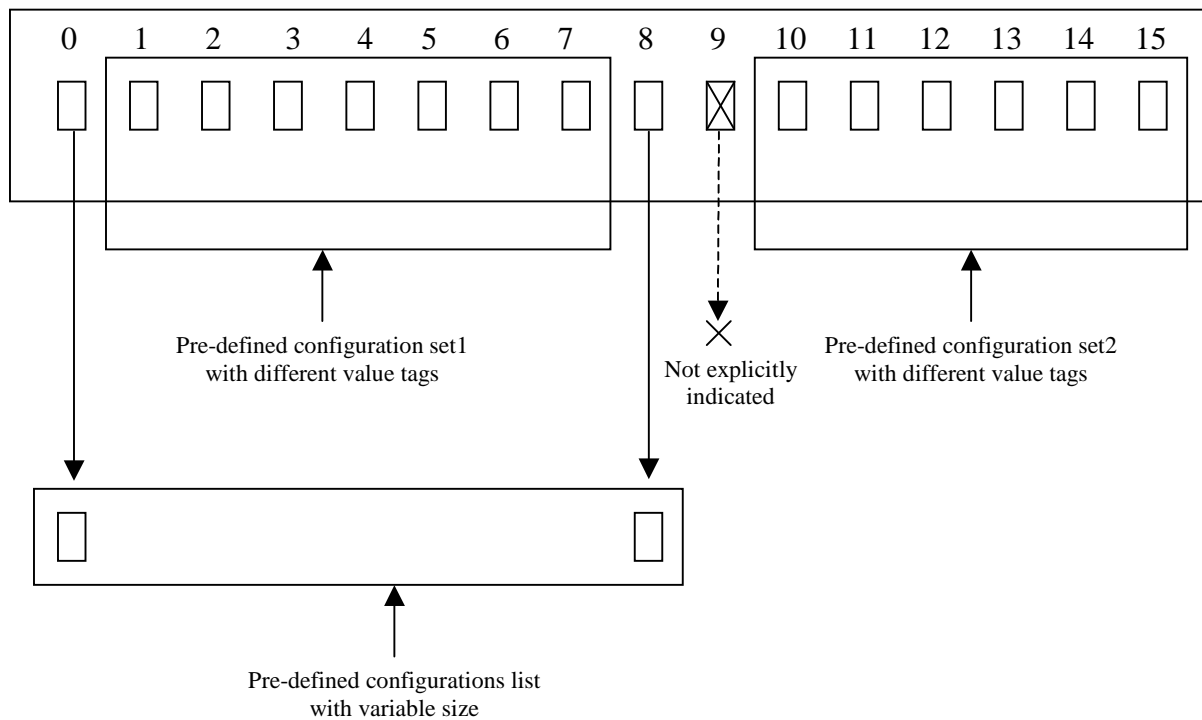 0 1 2 3 4 5 6 7 8 9 10 11 12 13 14 15
Pre-defined configuration set1
with different value tags
Not explicitly
indicated
Pre-defined configuration set2
with different value tags
Pre-defined configurations list
with variable size